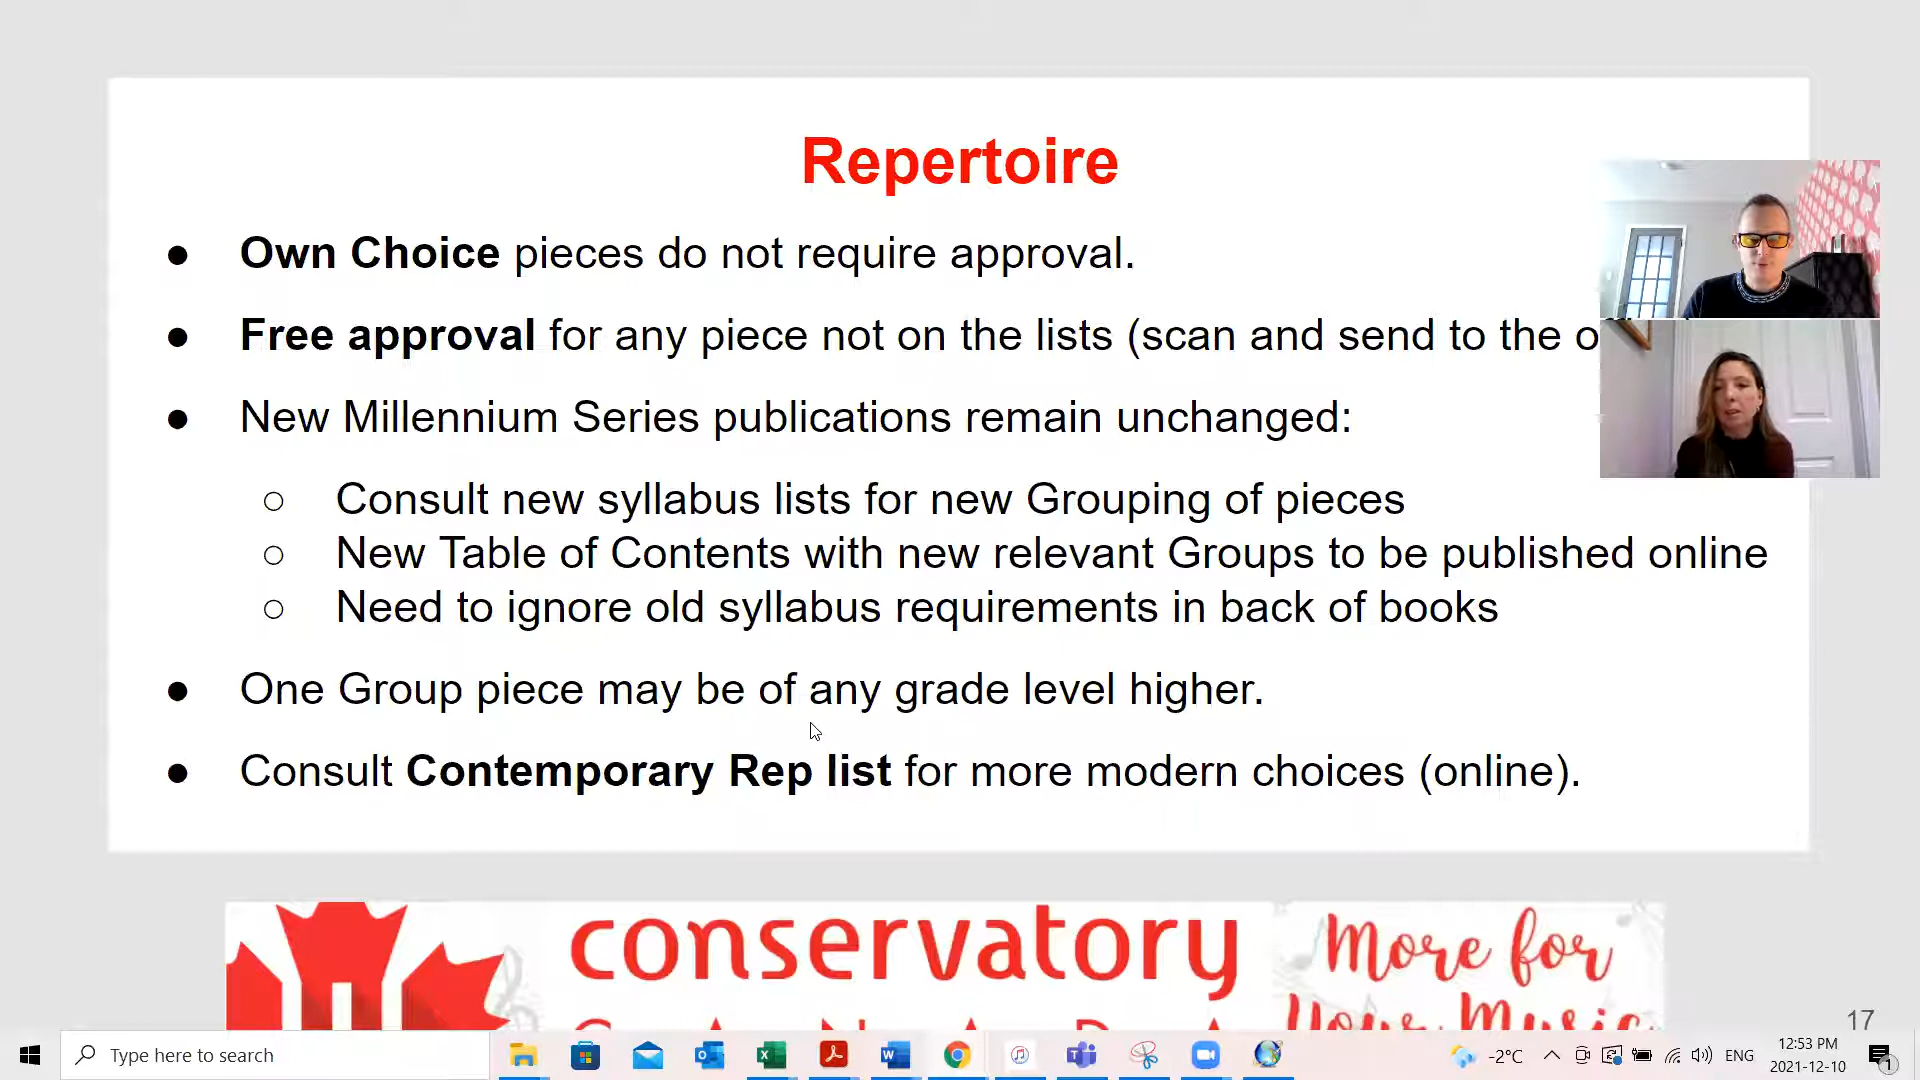 Repertoire
● Own Choice pieces do not require approval.
● Free approval for any piece not on the lists (scan and send to the o
● New Millennium Series publications remain unchanged:
○ Consult new syllabus lists for new Grouping of pieces
○ New Table of Contents with new relevant Groups to be published online
○ Need to ignore old syllabus requirements in back of books
● One Group piece may be of any grade level higher.
● Consult Contemporary Rep list for more modern choices (online).
conservatory
CANADA
More for
Your Music
17
Type here to search
-2°C
ENG
12:53 PM
2021-12-10
1